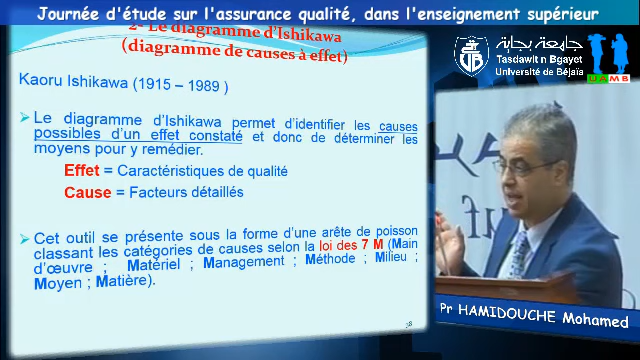 Journée d'étude sur l'assurance qualité, dans l'enseignement supérieur
2- Le diagramme d'Ishikawa
(diagramme de causes à effet)
Kaoru Ishikawa (1915 – 1989 )
Le diagramme d'Ishikawa permet d'identifier les causes
possibles d'un effet constaté et donc de déterminer les
moyens pour y remédier.
Effet = Caractéristiques de qualité
Cause = Facteurs détaillés
Cet outil se présente sous la forme d'une arête de poisson
classant les catégories de causes selon la loi des 7 M (Main
d'œuvre ; Matériel ; Management ; Méthode ; Milieu ;
Moyen ; Matière).
جامعة بجاية
Tasdawit n Bgayet
Université de Béjaïa
UAMB
Pr HAMIDOUCHE Mohamed